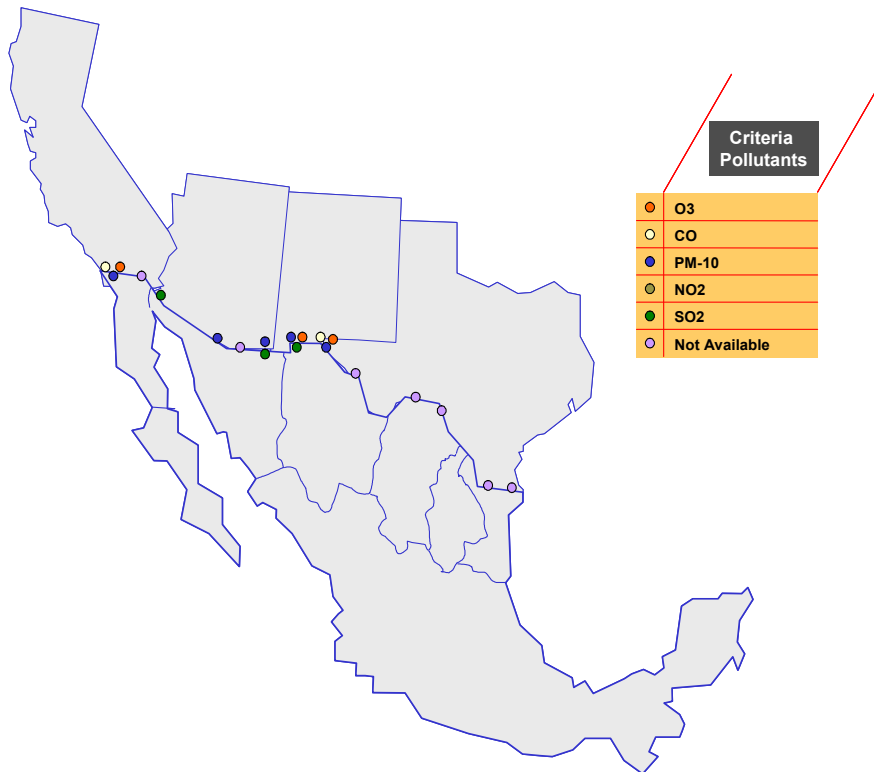 Criteria
Pollutants
O3
CO
PM-10
NO2
SO2
Not Available